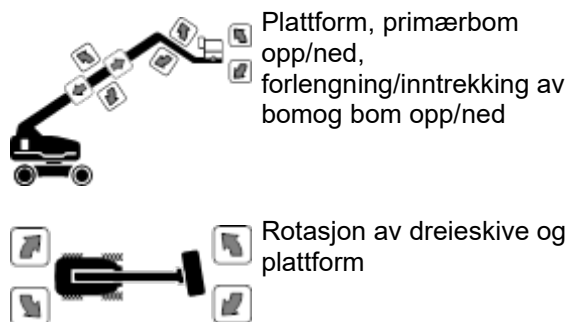 Plattform, primærbom
opp/ned,
forlengning/inntrekking av
bomog bom opp/ned
Rotasjon av dreieskive og
plattform